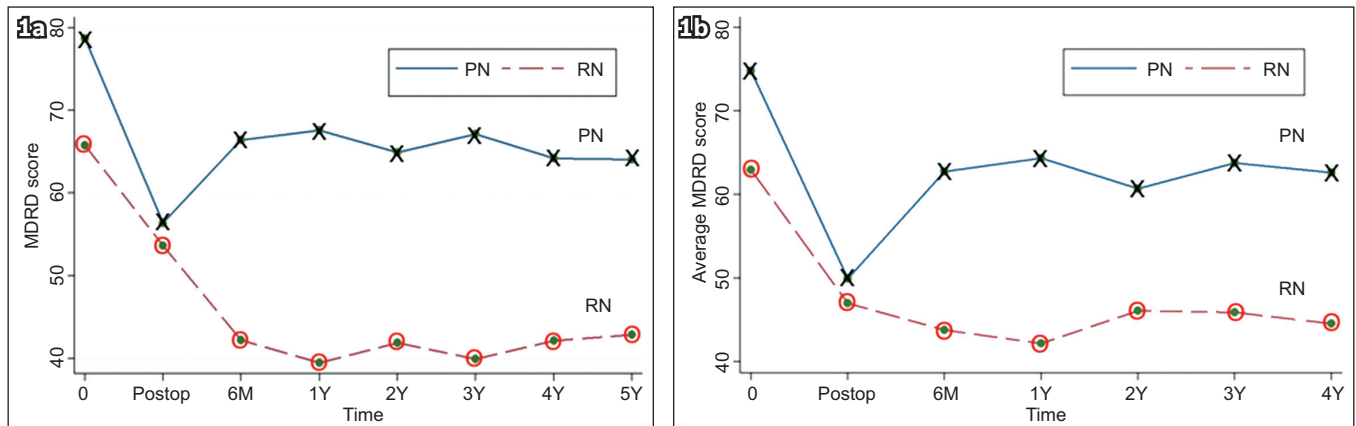 1a
MDRD score
80
70
60
50
40
PN RN
PN
RN
0 Postop 6M 1Y 2Y 3Y 4Y 5Y
Time
1b
Average MDRD score
80
70
60
50
40
PN RN
PN
RN
0 Postop 6M 1Y 2Y 3Y 4Y
Time